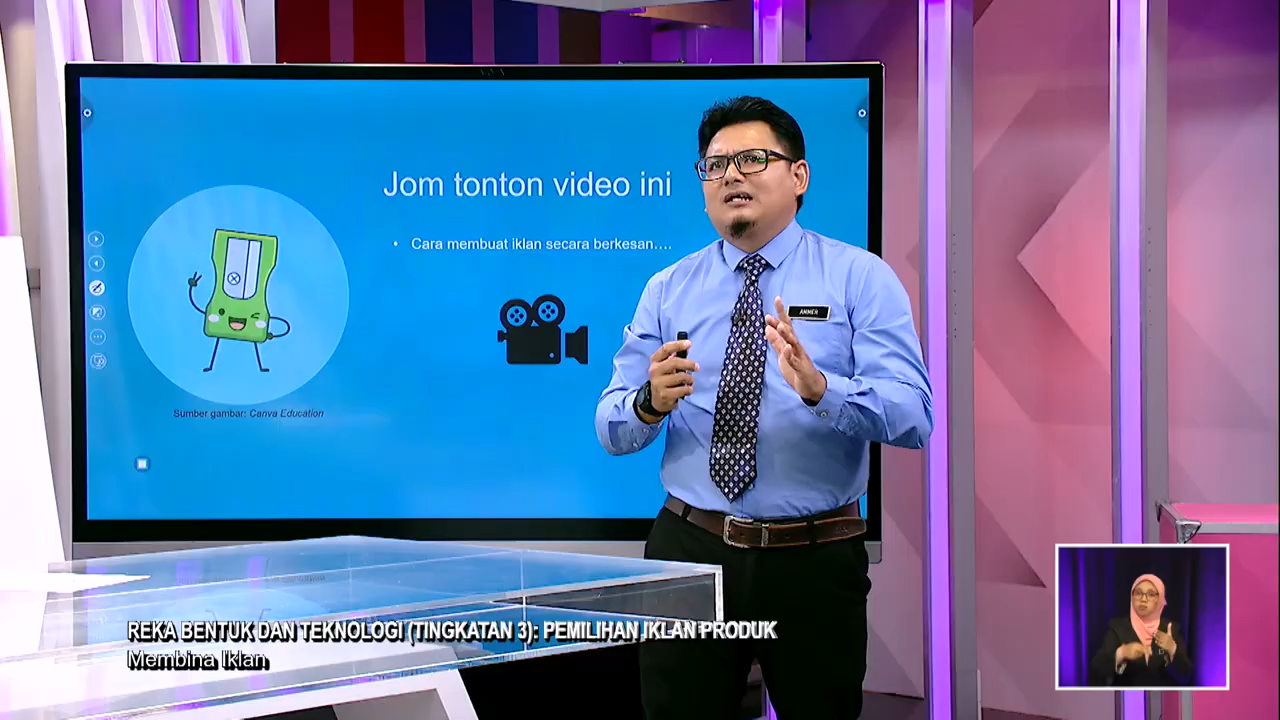 Jom tonton video ini
• Cara membuat iklan secara berkesan....
Sumber gambar: Canva Education
AMMER
REKA BENTUK DAN TEKNOLOGI (TINGKATAN 3): PEMILIHAN IKLAN PRODUK
Membina Iklan